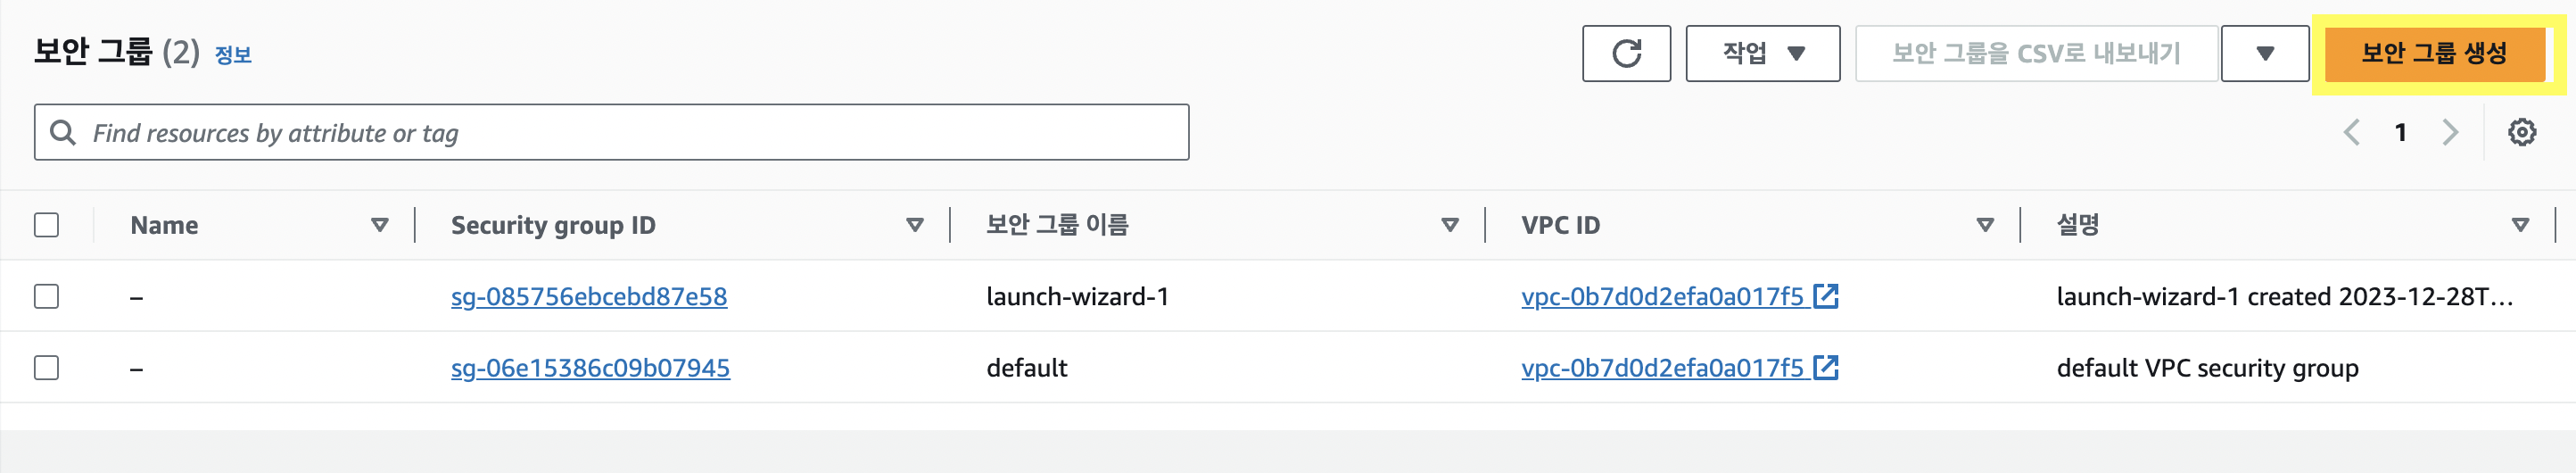 보안 그룹 (2) 정보
작업 보안 그룹을 CSV로 내보내기 보안 그룹 생성
Find resources by attribute or tag
1
Name Security group ID 보안 그룹 이름 VPC ID 설명
– sg-085756ebcebd87e58 launch-wizard-1 vpc-0b7d0d2efa0a017f5 launch-wizard-1 created 2023-12-28T...
– sg-06e15386c09b07945 default vpc-0b7d0d2efa0a017f5 default VPC security group